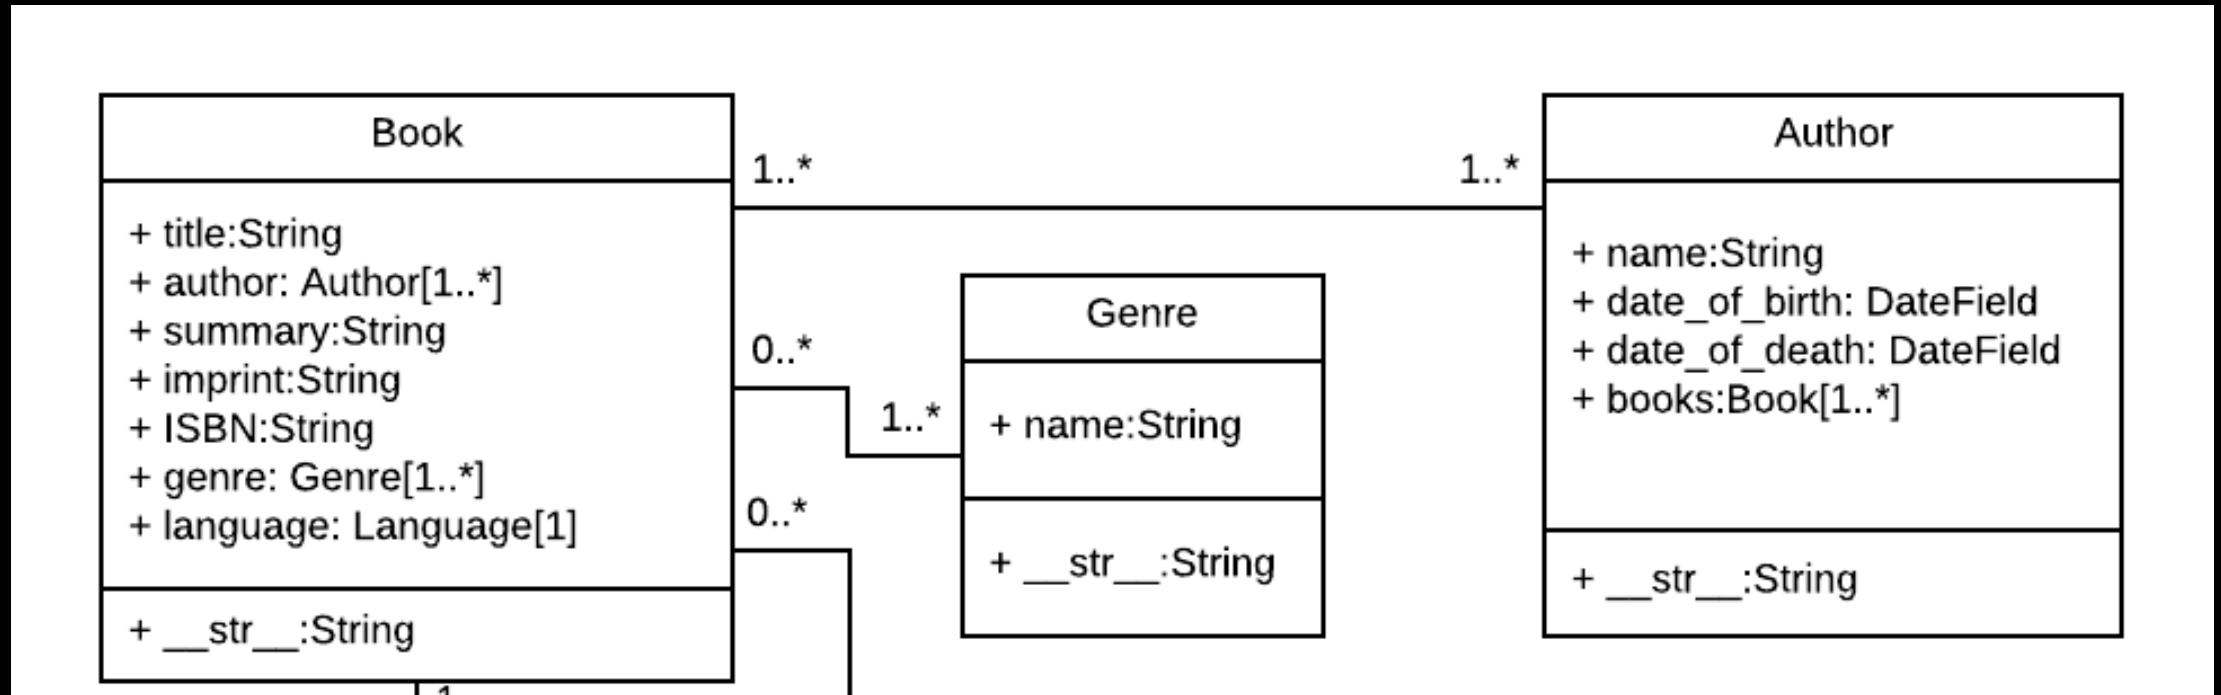 Book
+ title:String
+ author: Author[1..*]
+ summary:String
+ imprint:String
+ ISBN:String
+ genre: Genre[1..*]
+ language: Language[1]
+ __str__:String
1..*
1..*
0..*
1..*
0..*
1
Genre
+ name:String
+ __str__:String
Author
+ name:String
+ date_of_birth: DateField
+ date_of_death: DateField
+ books:Book[1..*]
+ __str__:String